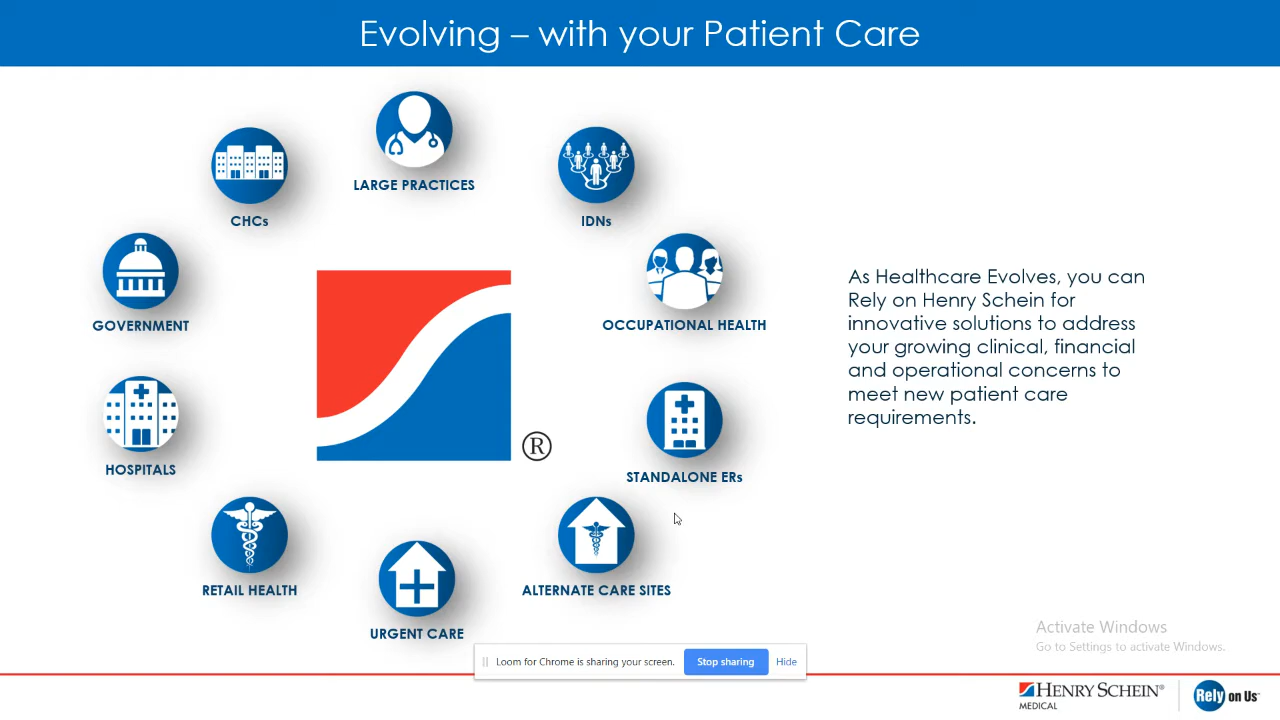 Evolving – with your Patient Care
LARGE PRACTICES
CHCs
IDNs
GOVERNMENT
OCCUPATIONAL HEALTH
As Healthcare Evolves, you can
Rely on Henry Schein for
innovative solutions to address
your growing clinical, financial
and operational concerns to
meet new patient care
requirements.
®
HOSPITALS
STANDALONE ERs
RETAIL HEALTH
ALTERNATE CARE SITES
URGENT CARE
Activate Windows
Go to Settings to activate Windows.
Loom for Chrome is sharing your screen.
Stop sharing
Hide
HENRY SCHEIN®
MEDICAL
Rely on Us™